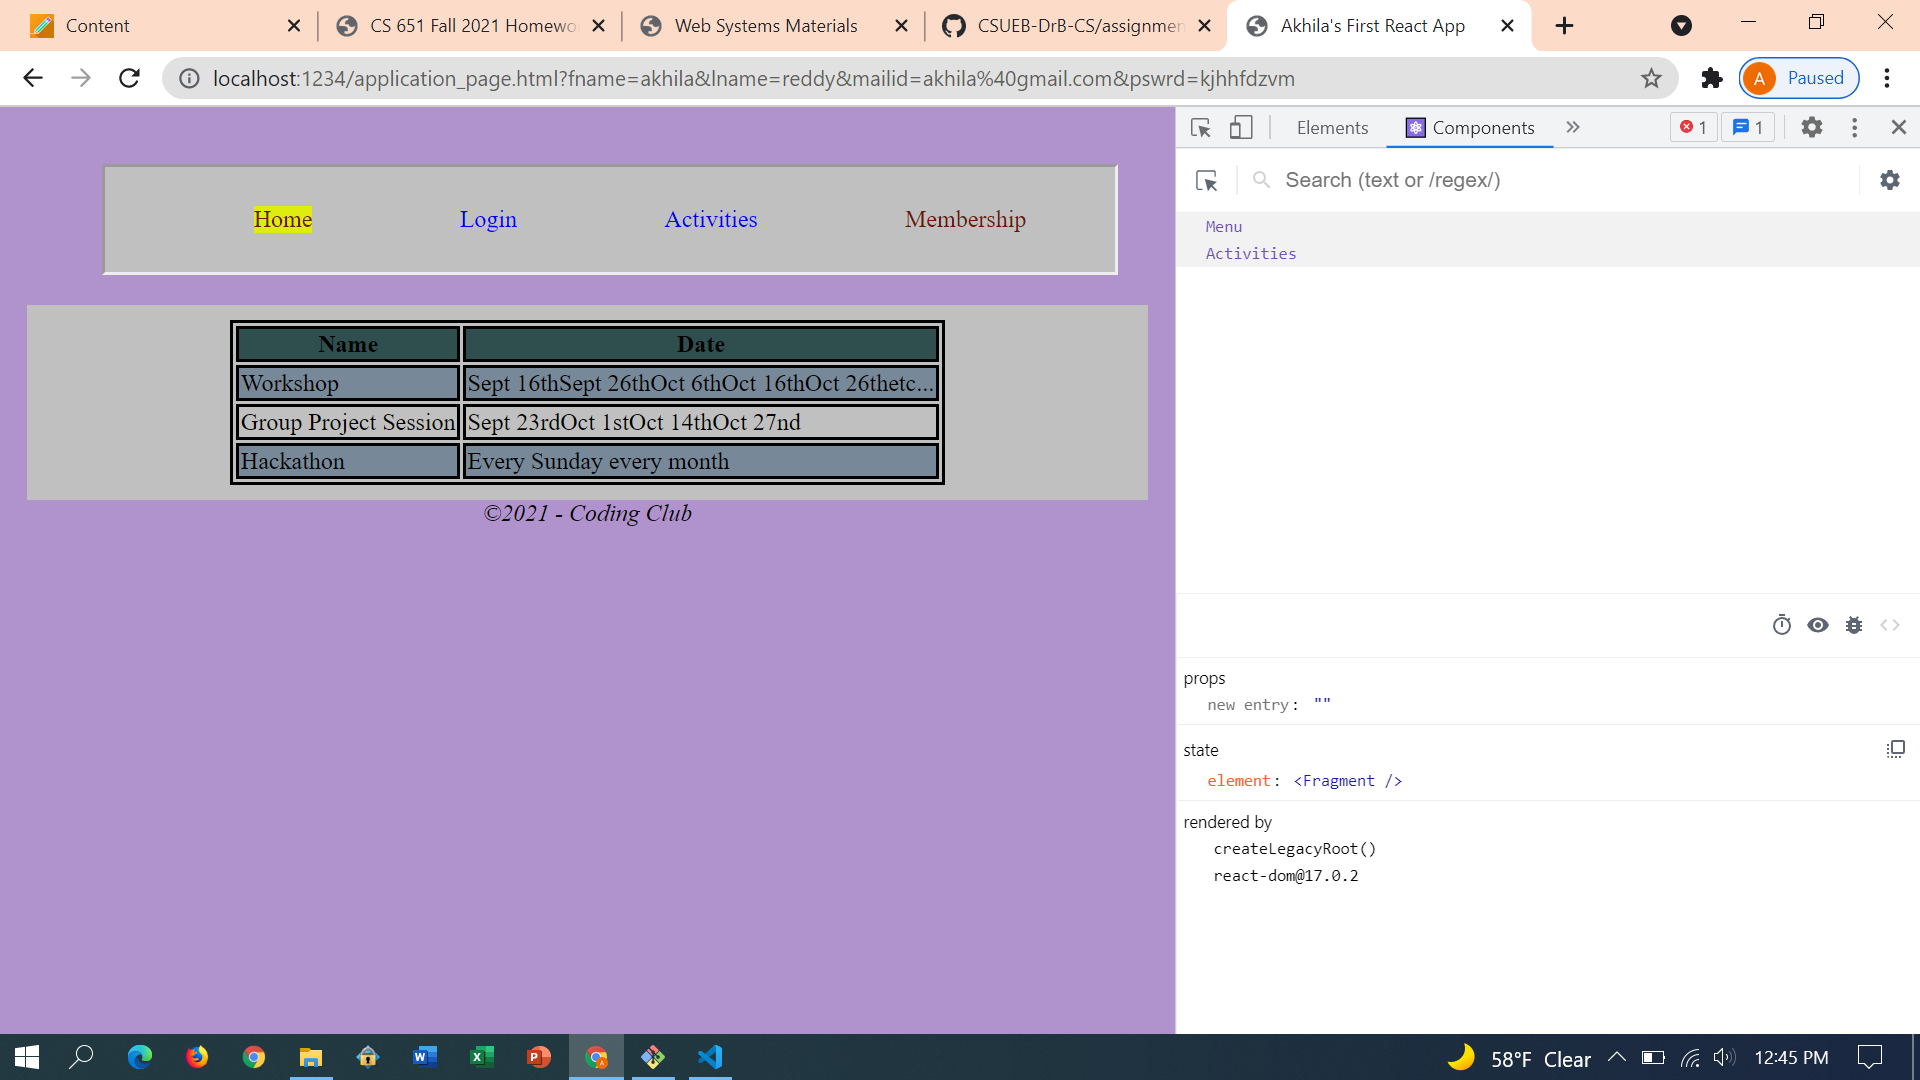 Content
CS 651 Fall 2021 Homewo
Web Systems Materials
CSUEB-DrB-CS/assignmen
Akhila's First React App
localhost:1234/application_page.html?fname=akhila&lname=reddy&mailid=akhila%40gmail.com&pswrd=kjhhfdzvm
A Paused
Elements Components » 1 1
Search (text or /regex/)
Home Login Activities Membership
Menu
Activities
Name Date
Workshop Sept 16thSept 26thOct 6thOct 16thOct 26thetc...
Group Project Session Sept 23rdOct 1stOct 14thOct 27nd
Hackathon Every Sunday every month
©2021 - Coding Club
props
new entry: ""
state
element: <Fragment />
rendered by
createLegacyRoot()
react-dom@17.0.2
58°F Clear 12:45 PM